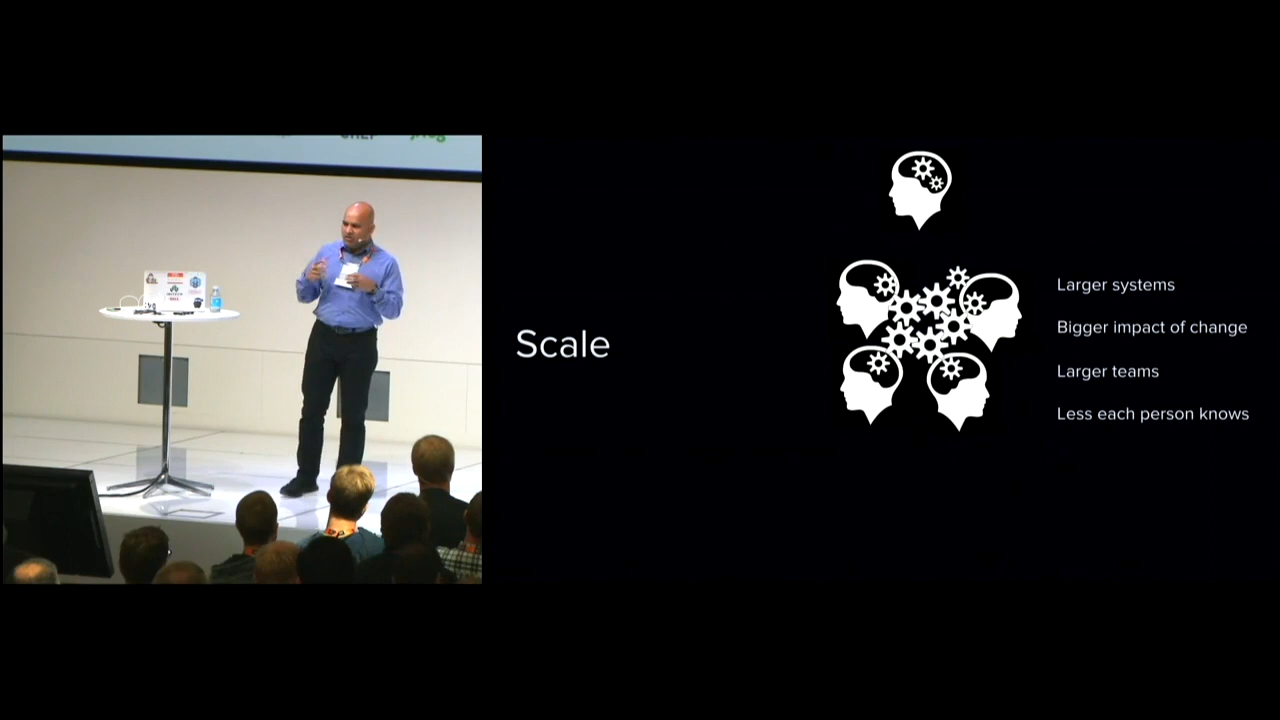 Scale
Larger systems
Bigger impact of change
Larger teams
Less each person knows